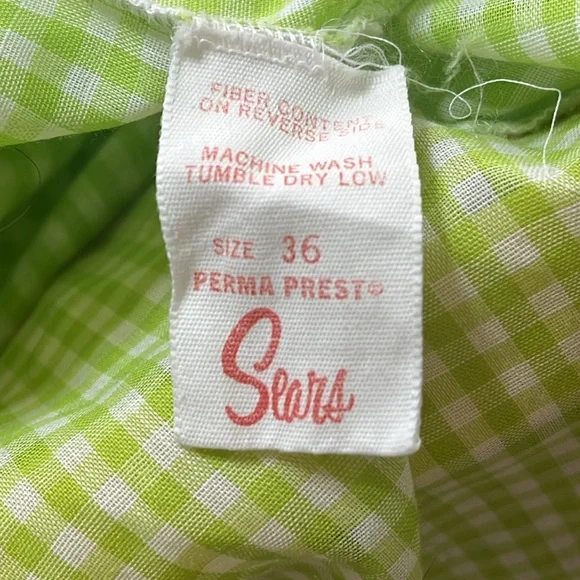 FIBER CONTENT
ON REVERSE SIDE
MACHINE WASH
TUMBLE DRY LOW
SIZE 36
PERMA PREST®
Sears